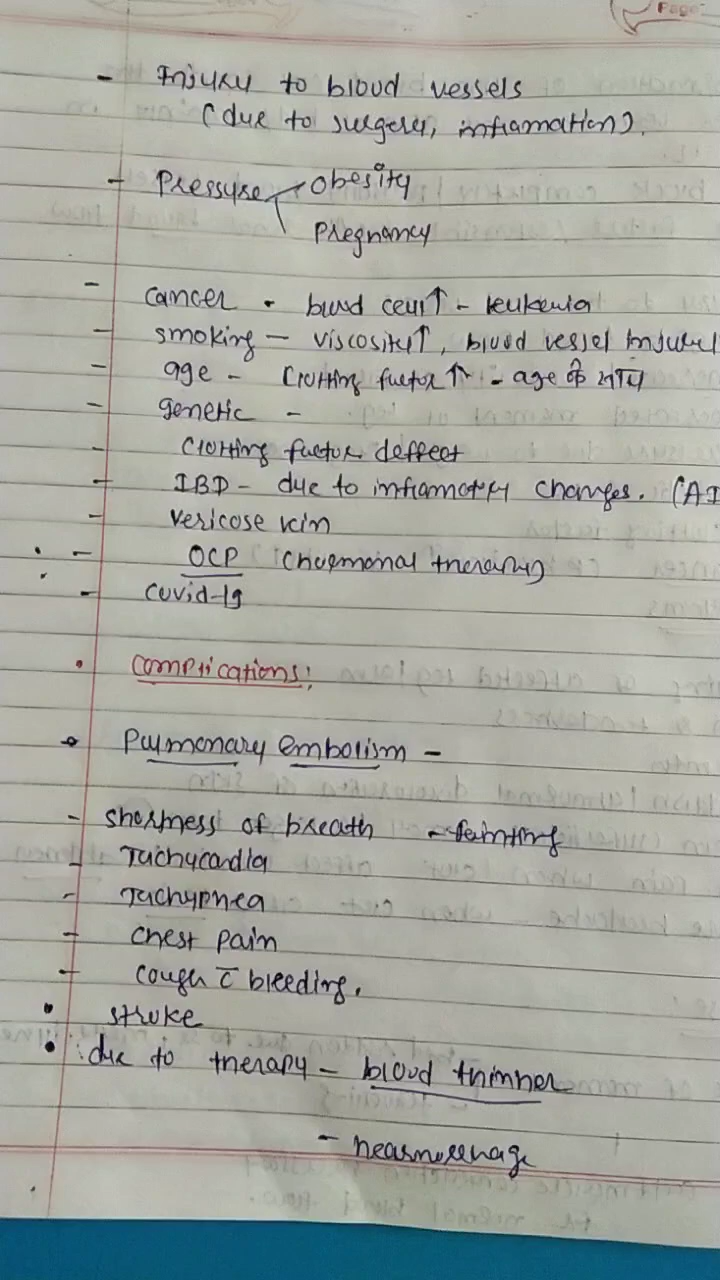 Page
- Injury to blood vessels
(due to surgery, inflamation).
- Pressure - Obesity
Pregnancy
- cancer • blood cell↑ - leukemia
- smoking - viscosity↑, blood vessel injury
- age - Clotting factor ↑ - age के साथ
- genetic -
- Clotting factor deffect
- IBD - due to inflamatory changes. (AI
- vericose vein
- OCP (hormonal therapy)
- Covid-19
• Complications:
• Pulmonary embolism -
- shortness of breath - fainting
- Tachycardia
- Tachypnea
- chest pain
- cough c̄ bleeding.
• stroke
• due to therapy - blood thinner
- heamorrhage